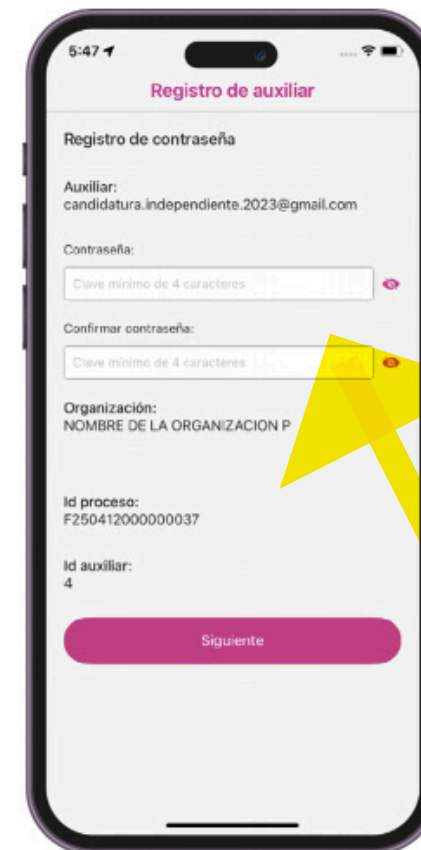 5:47
Registro de auxiliar
Registro de contraseña
Auxiliar:
candidatura.independiente.2023@gmail.com
Contraseña:
Clave mínimo de 4 caracteres
Confirmar contraseña:
Clave mínimo de 4 caracteres
Organización:
NOMBRE DE LA ORGANIZACION P
Id proceso:
F250412000000037
Id auxiliar:
4
Siguiente